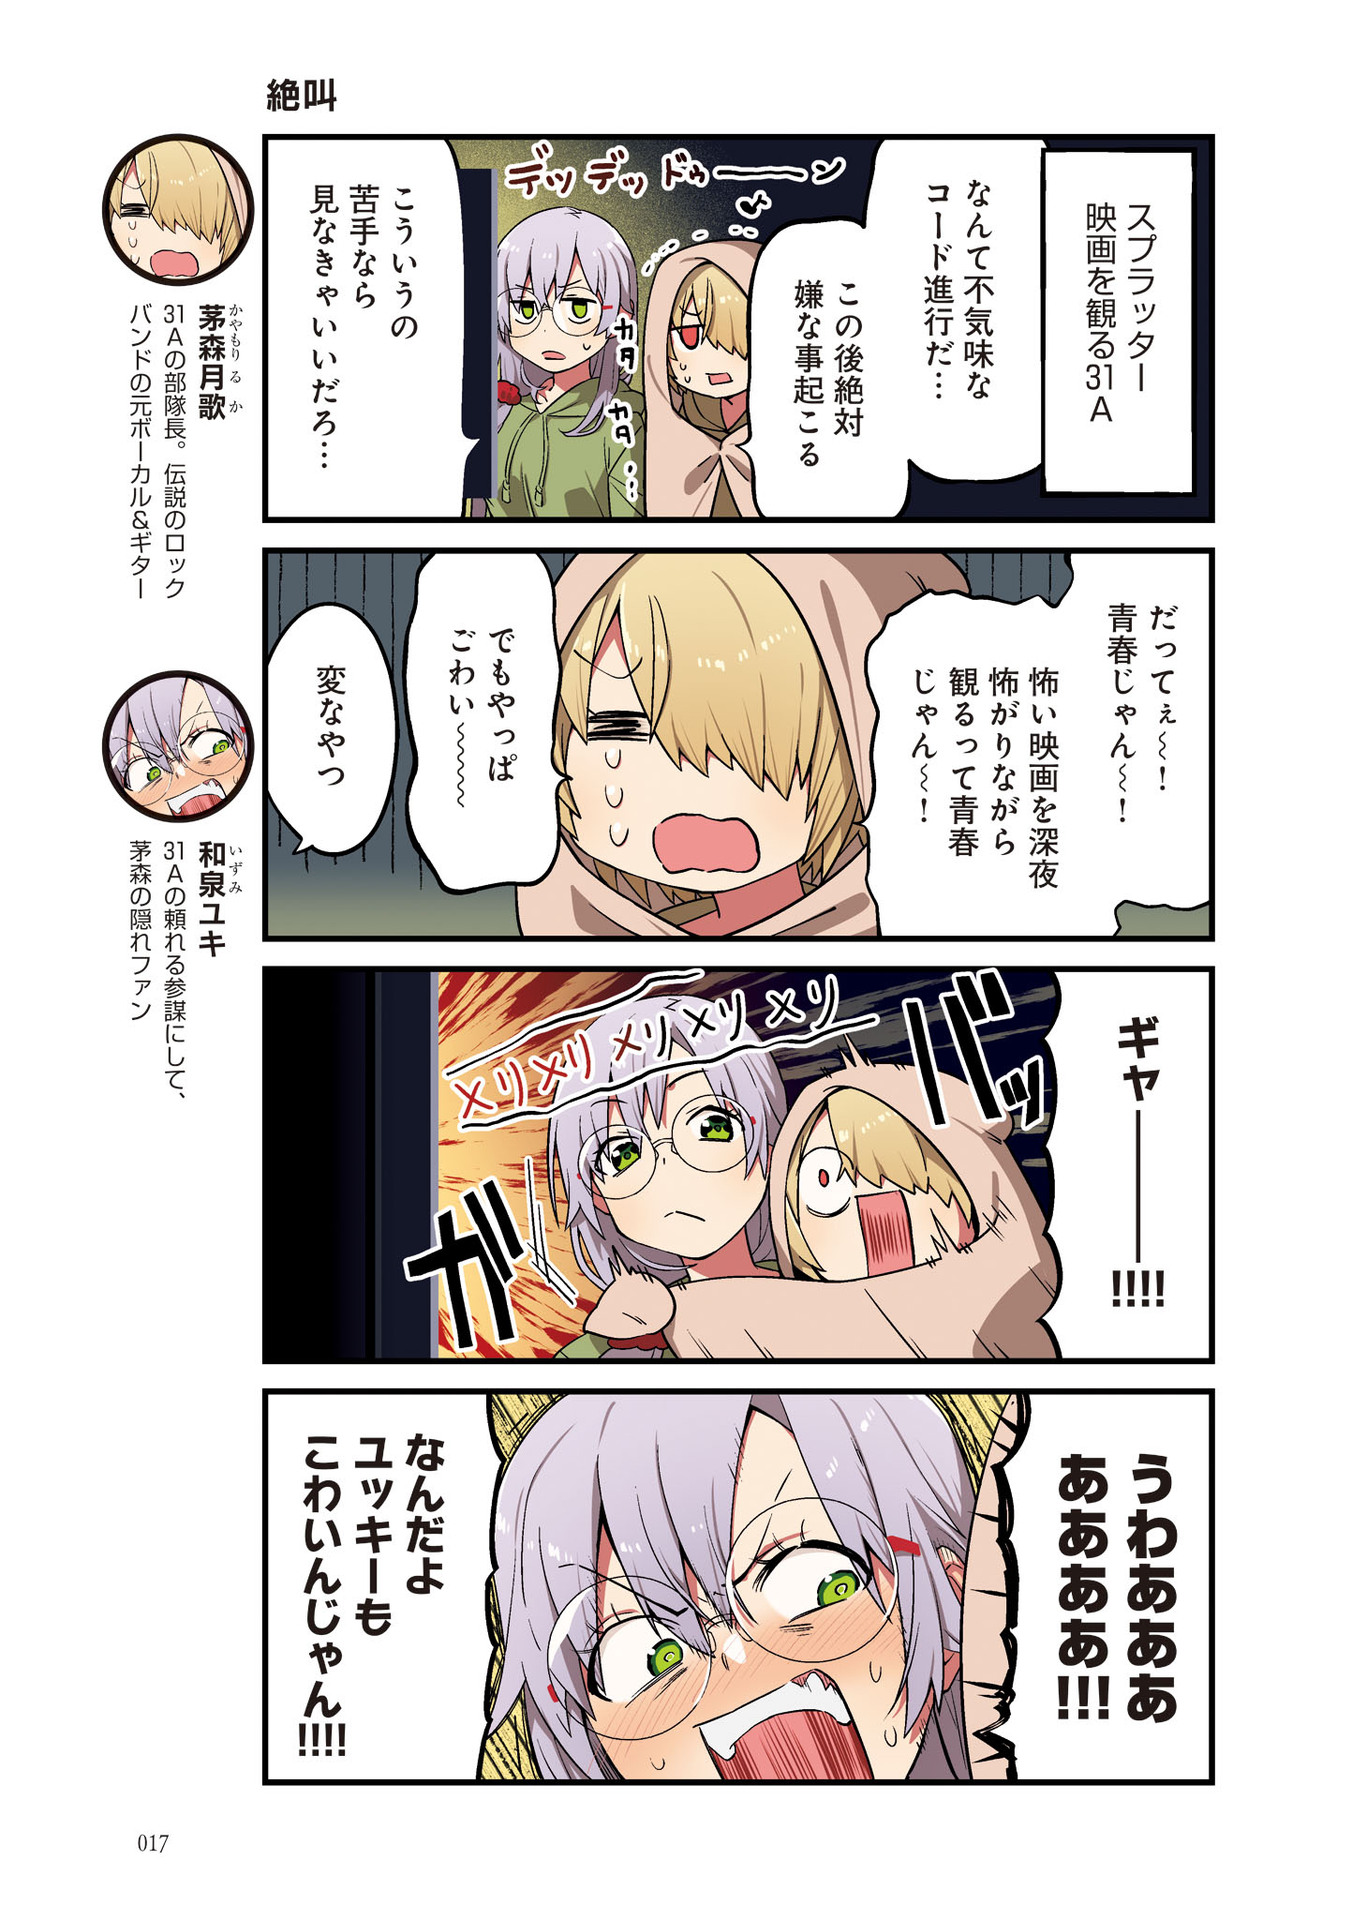 絶叫
スプラッター
映画を観る31A
なんて不気味な
コード進行だ…
この後絶対
嫌な事起こる
デッデッドゥ———ン♪
カタカタ…
こういうの
苦手なら
見なきゃいいだろ…
だってぇ〜！
青春じゃん〜！
怖い映画を深夜
怖がりながら
観るって青春
じゃん〜！
でもやっぱ
ごわい〜〜〜
変なやつ
ギャ————!!!!
バッ
メリメリメリメリメリ
ガッ
うわああああ
ああああああ!!!
なんだよ
ユッキーも
こわいんじゃん!!!!
かやもりるか
茅森月歌
31Aの部隊長。伝説のロック
バンドの元ボーカル&ギター
いずみ
和泉ユキ
31Aの頼れる参謀にして、
茅森の隠れファン
017